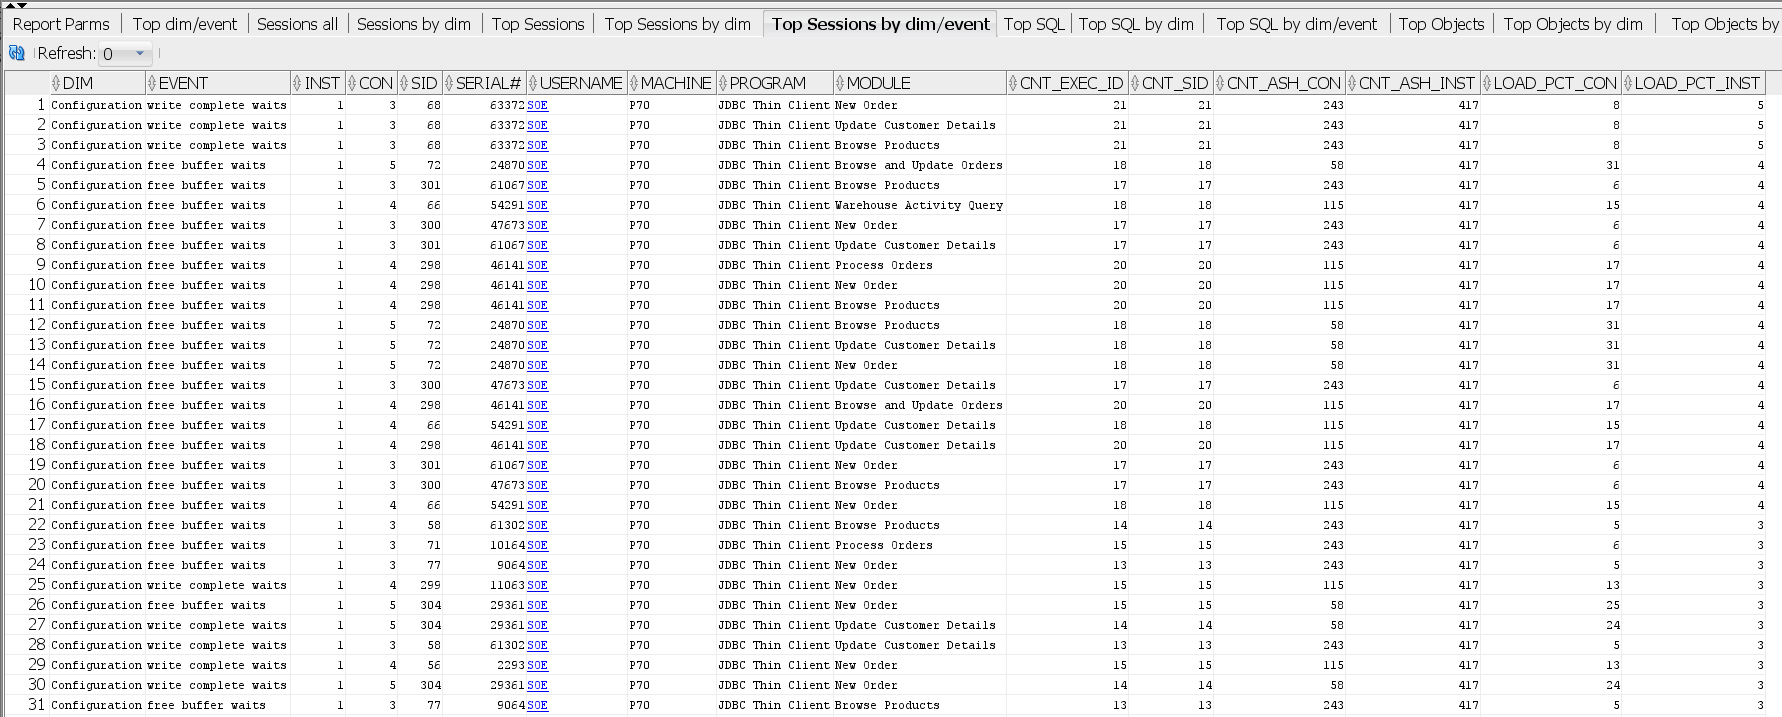 Report Parms Top dim/event Sessions all Sessions by dim Top Sessions Top Sessions by dim Top Sessions by dim/event Top SQL Top SQL by dim Top SQL by dim/event Top Objects Top Objects by dim Top Objects by
Refresh: 0
DIM EVENT INST CON SID SERIAL# USERNAME MACHINE PROGRAM MODULE CNT_EXEC_ID CNT_SID CNT_ASH_CON CNT_ASH_INST LOAD_PCT_CON LOAD_PCT_INST
1 Configuration write complete waits 1 3 68 63372 SOE P70 JDBC Thin Client New Order 21 21 243 417 8 5
2 Configuration write complete waits 1 3 68 63372 SOE P70 JDBC Thin Client Update Customer Details 21 21 243 417 8 5
3 Configuration write complete waits 1 3 68 63372 SOE P70 JDBC Thin Client Browse Products 21 21 243 417 8 5
4 Configuration free buffer waits 1 5 72 24870 SOE P70 JDBC Thin Client Browse and Update Orders 18 18 58 417 31 4
5 Configuration free buffer waits 1 3 301 61067 SOE P70 JDBC Thin Client Browse Products 17 17 243 417 6 4
6 Configuration free buffer waits 1 4 66 54291 SOE P70 JDBC Thin Client Warehouse Activity Query 18 18 115 417 15 4
7 Configuration free buffer waits 1 3 300 47673 SOE P70 JDBC Thin Client New Order 17 17 243 417 6 4
8 Configuration free buffer waits 1 3 301 61067 SOE P70 JDBC Thin Client Update Customer Details 17 17 243 417 6 4
9 Configuration free buffer waits 1 4 298 46141 SOE P70 JDBC Thin Client Process Orders 20 20 115 417 17 4
10 Configuration free buffer waits 1 4 298 46141 SOE P70 JDBC Thin Client New Order 20 20 115 417 17 4
11 Configuration free buffer waits 1 4 298 46141 SOE P70 JDBC Thin Client Browse Products 20 20 115 417 17 4
12 Configuration free buffer waits 1 5 72 24870 SOE P70 JDBC Thin Client Browse Products 18 18 58 417 31 4
13 Configuration free buffer waits 1 5 72 24870 SOE P70 JDBC Thin Client Update Customer Details 18 18 58 417 31 4
14 Configuration free buffer waits 1 5 72 24870 SOE P70 JDBC Thin Client New Order 18 18 58 417 31 4
15 Configuration free buffer waits 1 3 300 47673 SOE P70 JDBC Thin Client Update Customer Details 17 17 243 417 6 4
16 Configuration free buffer waits 1 4 298 46141 SOE P70 JDBC Thin Client Browse and Update Orders 20 20 115 417 17 4
17 Configuration free buffer waits 1 4 66 54291 SOE P70 JDBC Thin Client Update Customer Details 18 18 115 417 15 4
18 Configuration free buffer waits 1 4 298 46141 SOE P70 JDBC Thin Client Update Customer Details 20 20 115 417 17 4
19 Configuration free buffer waits 1 3 301 61067 SOE P70 JDBC Thin Client New Order 17 17 243 417 6 4
20 Configuration free buffer waits 1 3 300 47673 SOE P70 JDBC Thin Client Browse Products 17 17 243 417 6 4
21 Configuration free buffer waits 1 4 66 54291 SOE P70 JDBC Thin Client New Order 18 18 115 417 15 4
22 Configuration free buffer waits 1 3 58 61302 SOE P70 JDBC Thin Client Browse Products 14 14 243 417 5 3
23 Configuration free buffer waits 1 3 71 10164 SOE P70 JDBC Thin Client Process Orders 15 15 243 417 6 3
24 Configuration free buffer waits 1 3 77 9064 SOE P70 JDBC Thin Client New Order 13 13 243 417 5 3
25 Configuration write complete waits 1 4 299 11063 SOE P70 JDBC Thin Client New Order 15 15 115 417 13 3
26 Configuration free buffer waits 1 5 304 29361 SOE P70 JDBC Thin Client New Order 15 15 58 417 25 3
27 Configuration write complete waits 1 5 304 29361 SOE P70 JDBC Thin Client Update Customer Details 14 14 58 417 24 3
28 Configuration write complete waits 1 3 58 61302 SOE P70 JDBC Thin Client Update Customer Details 13 13 243 417 5 3
29 Configuration write complete waits 1 4 56 2293 SOE P70 JDBC Thin Client New Order 15 15 115 417 13 3
30 Configuration write complete waits 1 5 304 29361 SOE P70 JDBC Thin Client New Order 14 14 58 417 24 3
31 Configuration free buffer waits 1 3 77 9064 SOE P70 JDBC Thin Client Browse Products 13 13 243 417 5 3